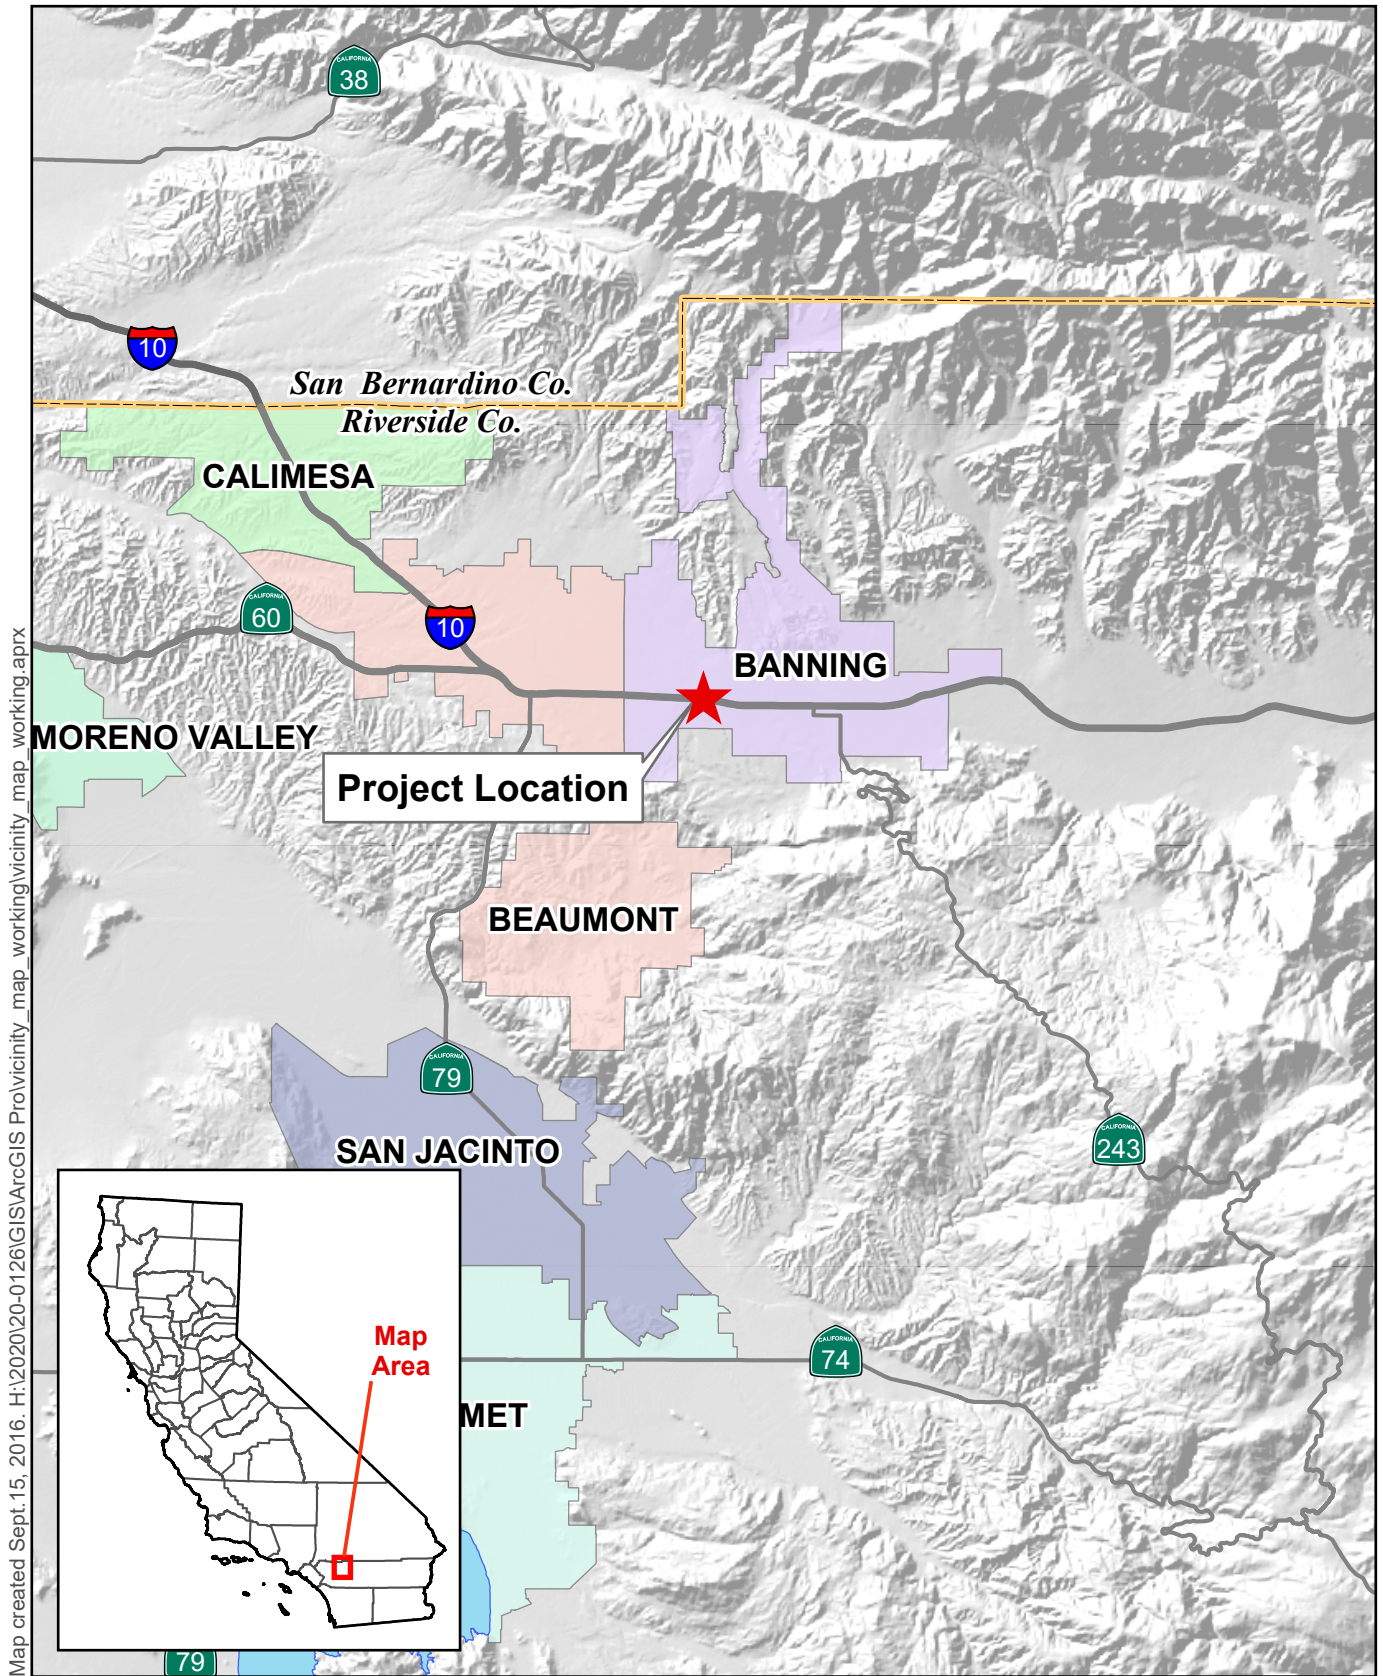 CALIFORNIA
38
10
San Bernardino Co.
Riverside Co.
CALIMESA
CALIFORNIA
60
10
BANNING
MORENO VALLEY
Project Location
BEAUMONT
CALIFORNIA
79
SAN JACINTO
CALIFORNIA
243
Map
Area
CALIFORNIA
74
MET
79
Map created Sept.15, 2016. H:\2020\20-0126\GIS\ArcGIS Pro\vicinity_map_working\vicinity_map_working.aprx